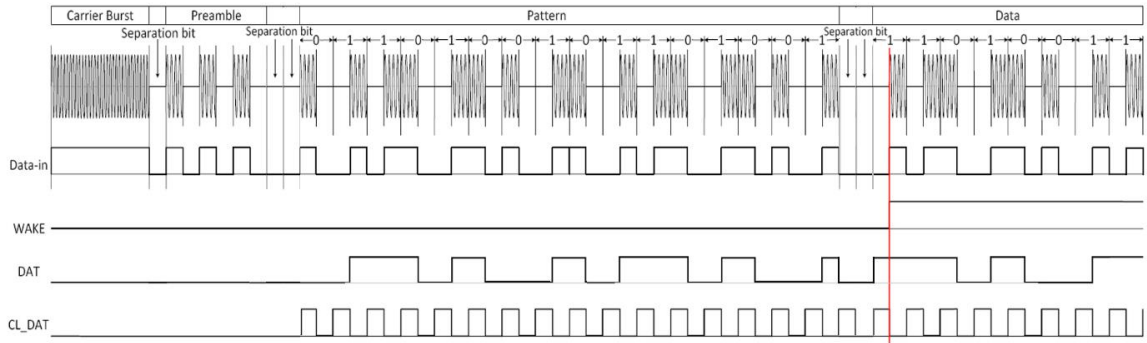 Carrier Burst Preamble Pattern Data
Separation bit Separation bit Separation bit
0 1 1 0 1 0 0 1 0 1 1 0 1 0 0 1 1 1 0 1 0 0 1 1
Data-in
WAKE
DAT
CL_DAT